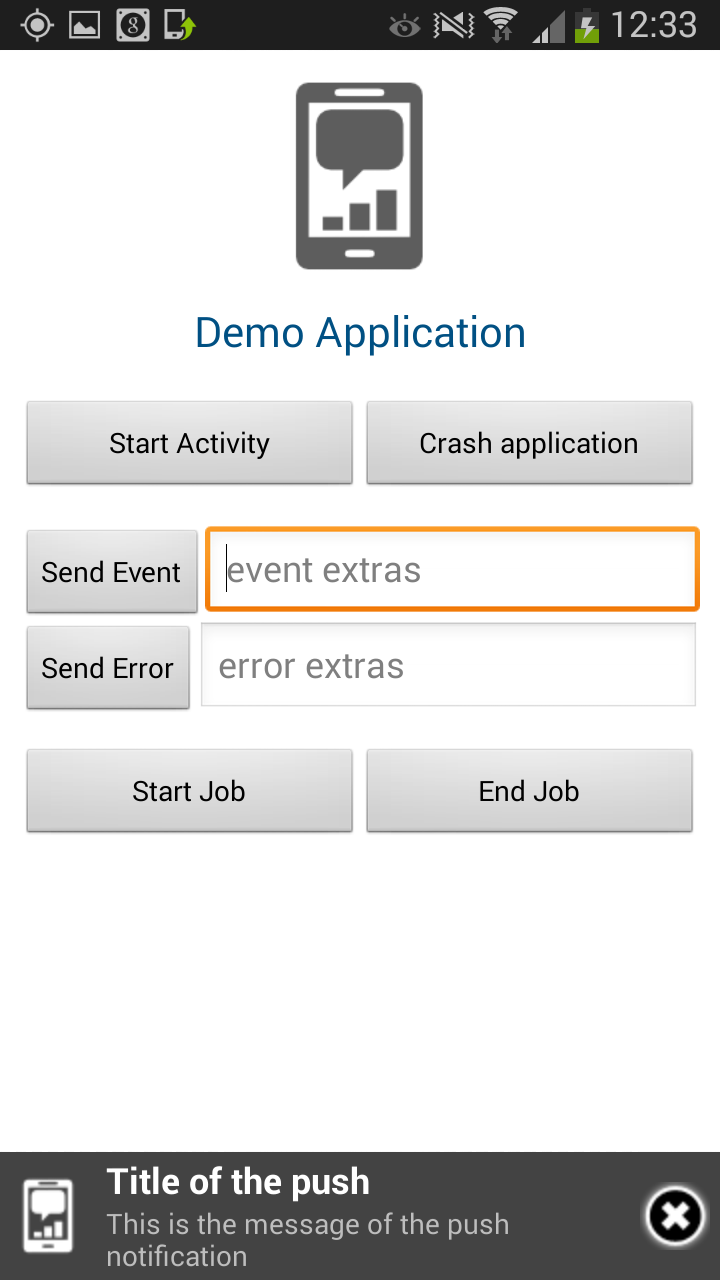 12:33
Demo Application
Start Activity
Crash application
Send Event
event extras
Send Error
error extras
Start Job
End Job
Title of the push
This is the message of the push
notification